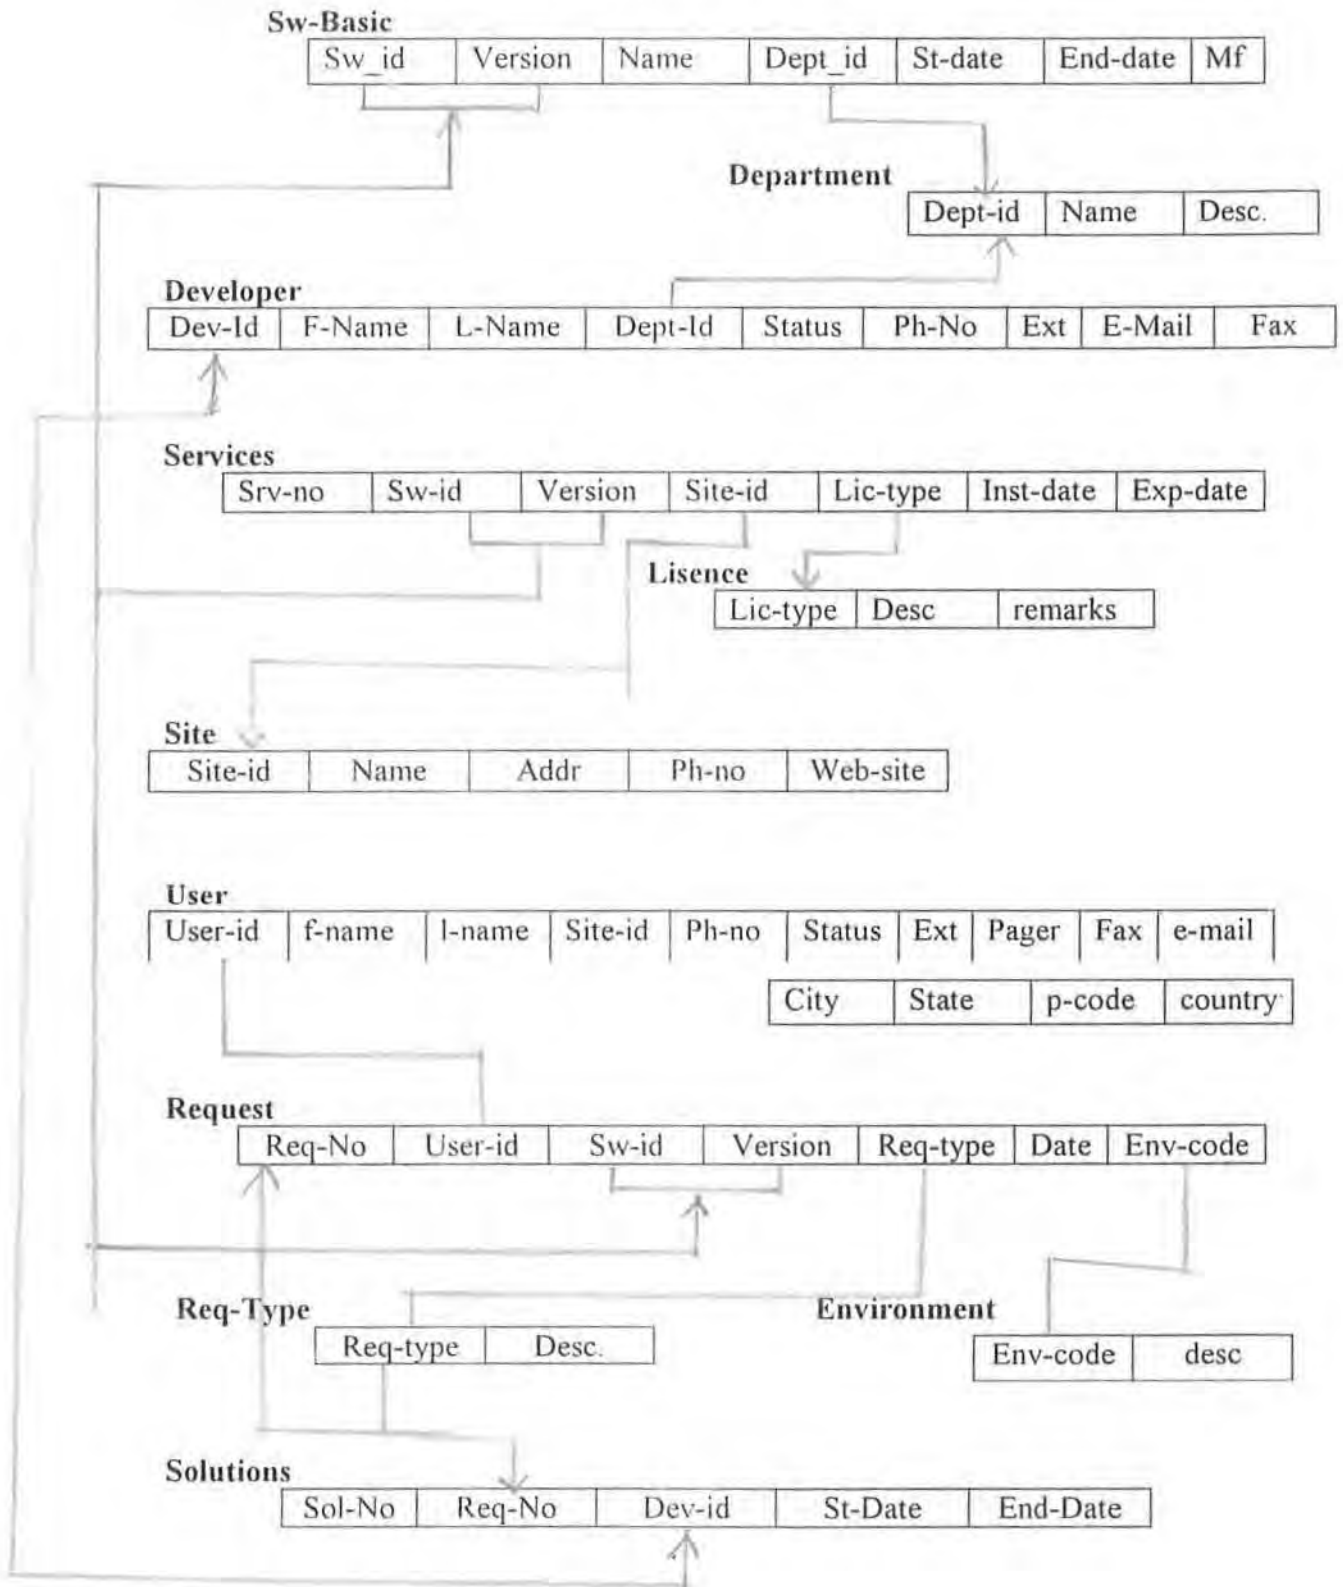 Sw-Basic
Sw_id Version Name Dept_id St-date End-date Mf
Department
Dept-id Name Desc.
Developer
Dev-Id F-Name L-Name Dept-Id Status Ph-No Ext E-Mail Fax
Services
Srv-no Sw-id Version Site-id Lic-type Inst-date Exp-date
Lisence
Lic-type Desc remarks
Site
Site-id Name Addr Ph-no Web-site
User
User-id f-name l-name Site-id Ph-no Status Ext Pager Fax e-mail
City State p-code country
Request
Req-No User-id Sw-id Version Req-type Date Env-code
Req-Type Environment
Req-type Desc.
Env-code desc
Solutions
Sol-No Req-No Dev-id St-Date End-Date